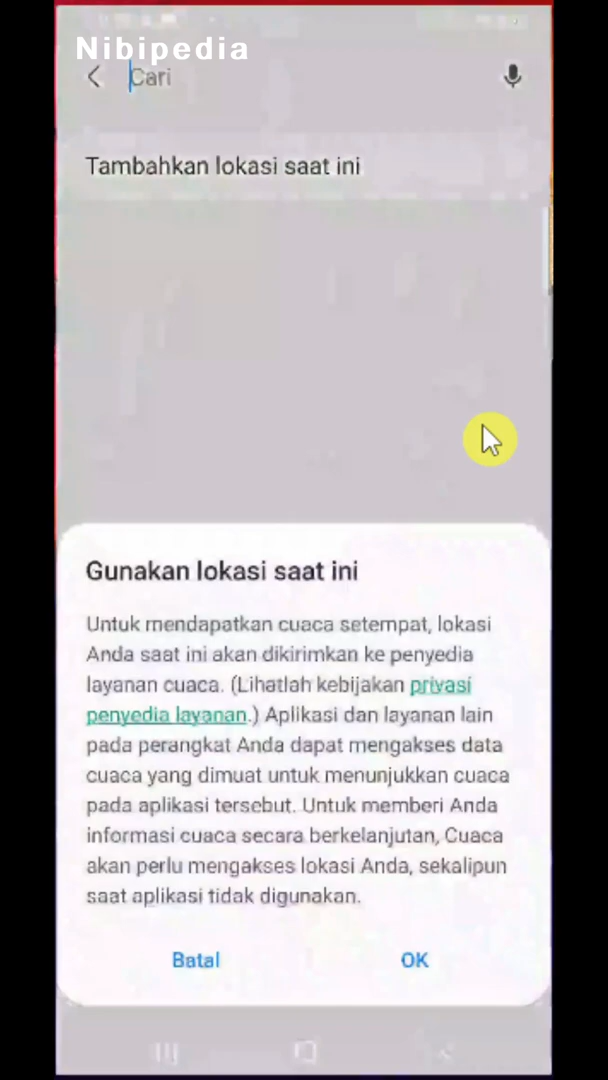 Nibipedia
Cari
Tambahkan lokasi saat ini
Gunakan lokasi saat ini
Untuk mendapatkan cuaca setempat, lokasi
Anda saat ini akan dikirimkan ke penyedia
layanan cuaca. (Lihatlah kebijakan privasi
penyedia layanan.) Aplikasi dan layanan lain
pada perangkat Anda dapat mengakses data
cuaca yang dimuat untuk menunjukkan cuaca
pada aplikasi tersebut. Untuk memberi Anda
informasi cuaca secara berkelanjutan, Cuaca
akan perlu mengakses lokasi Anda, sekalipun
saat aplikasi tidak digunakan.
Batal OK